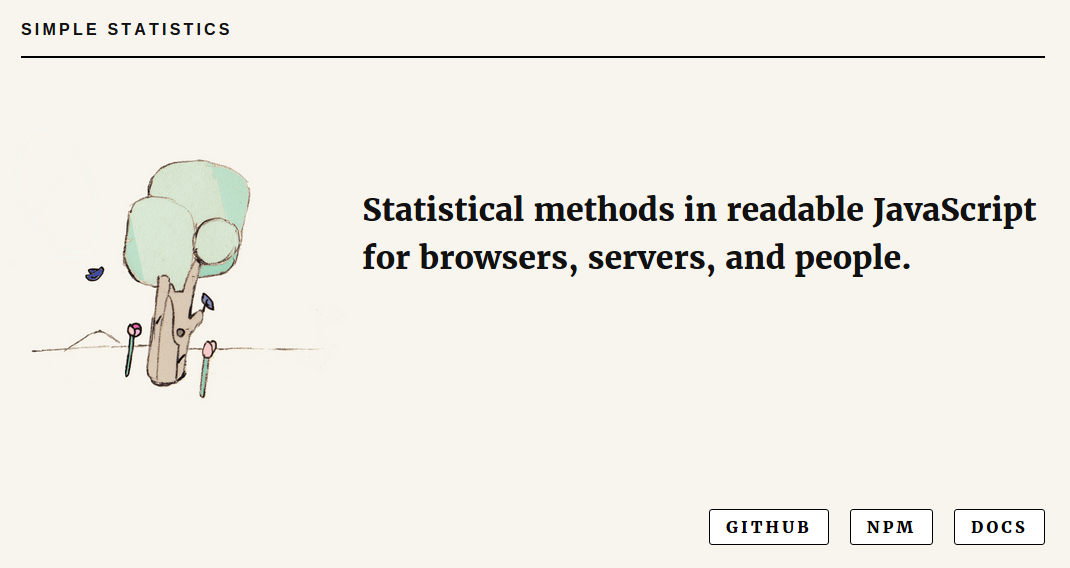 SIMPLE STATISTICS
Statistical methods in readable JavaScript
for browsers, servers, and people.
GITHUB NPM DOCS